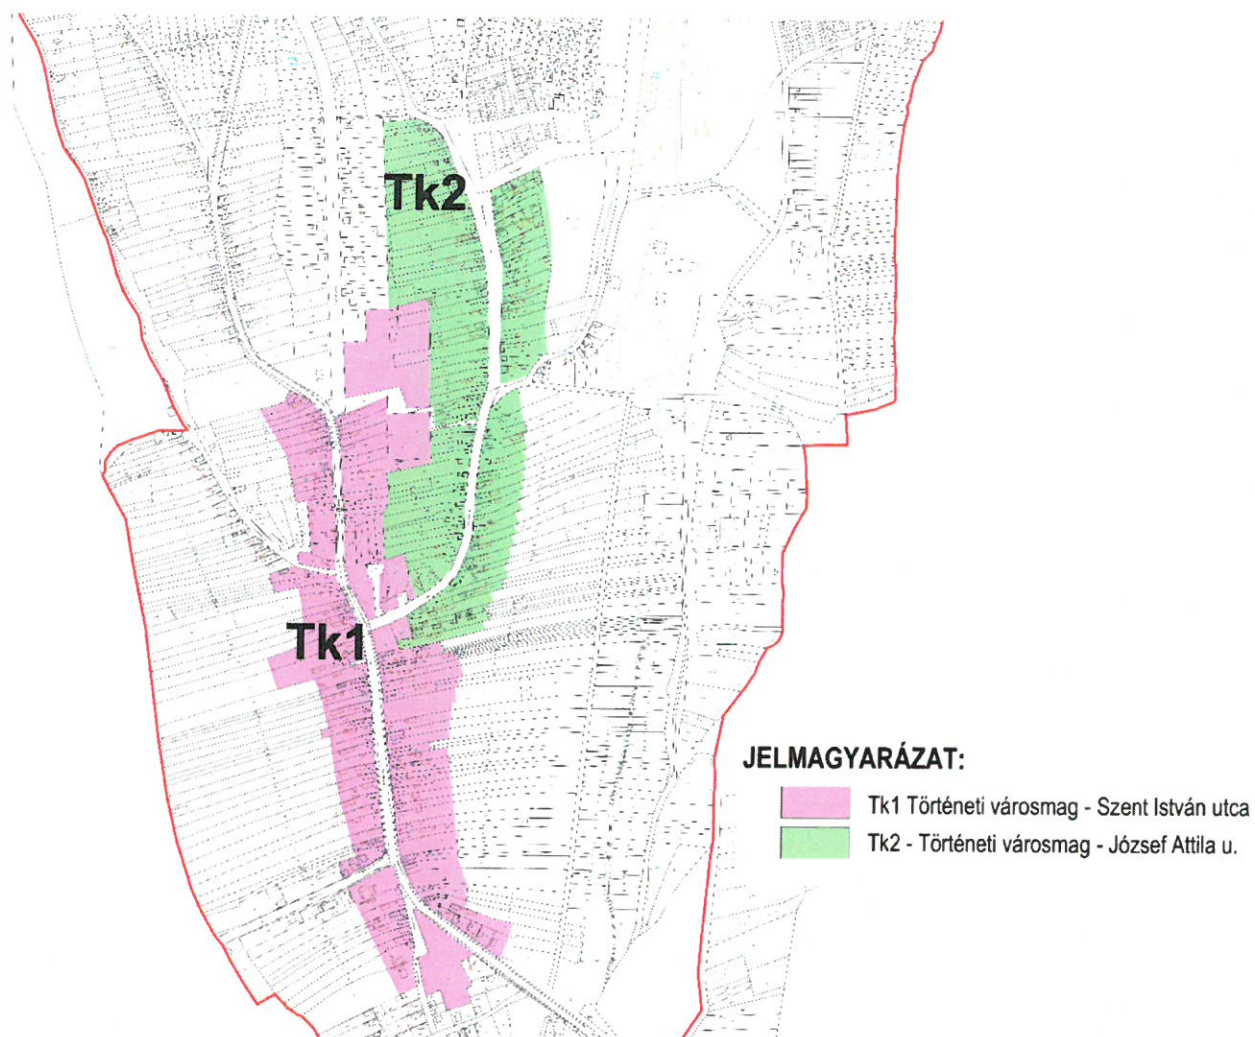 Tk2
Tk1
JELMAGYARÁZAT:
Tk1 Történeti városmag - Szent István utca
Tk2 - Történeti városmag - József Attila u.